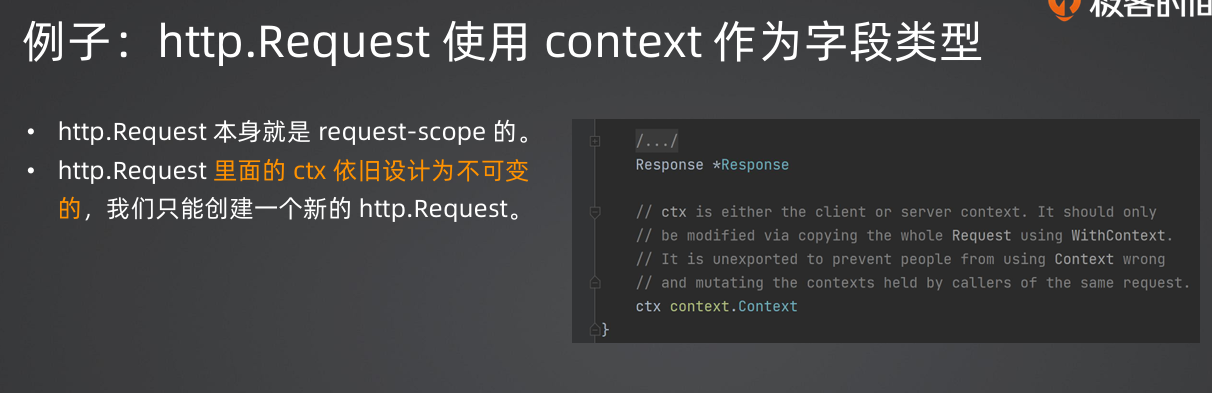 极客时间
例子：http.Request 使用 context 作为字段类型
• http.Request 本身就是 request-scope 的。
• http.Request 里面的 ctx 依旧设计为不可变
的，我们只能创建一个新的 http.Request。
/.../
Response *Response
// ctx is either the client or server context. It should only
// be modified via copying the whole Request using WithContext.
// It is unexported to prevent people from using Context wrong
// and mutating the contexts held by callers of the same request.
ctx context.Context
}